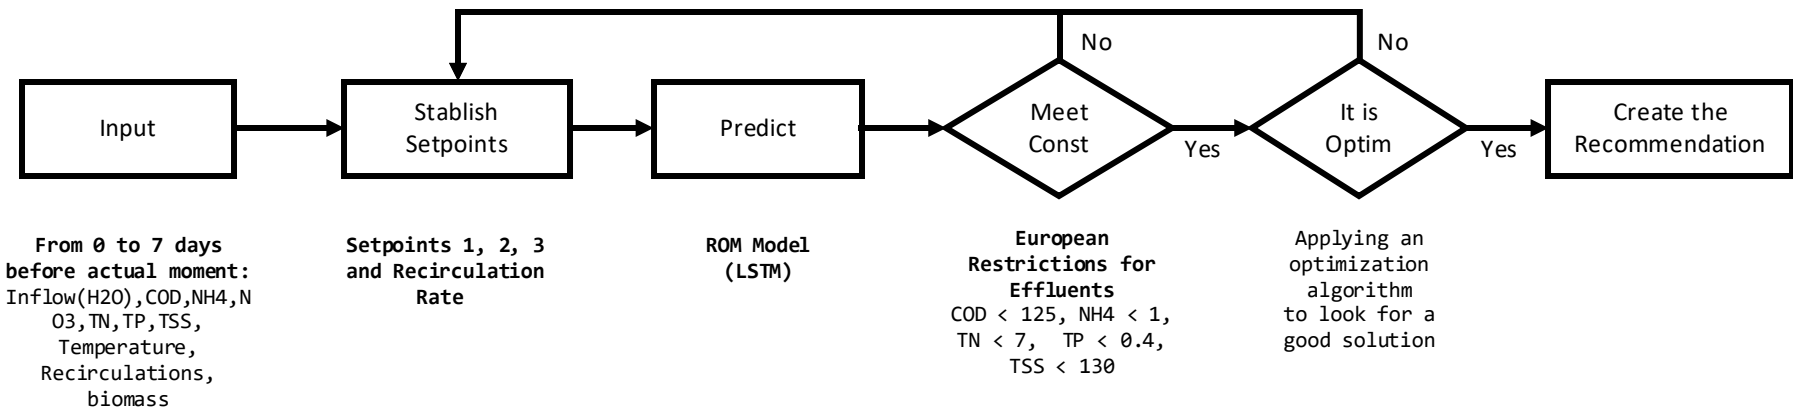 No
No
Input
Stablish
Setpoints
Predict
Meet
Const
Yes
It is
Optim
Yes
Create the
Recommendation
From 0 to 7 days
before actual moment:
Inflow(H2O),COD,NH4,N
O3,TN,TP,TSS,
Temperature,
Recirculations,
biomass
Setpoints 1, 2, 3
and Recirculation
Rate
ROM Model
(LSTM)
European
Restrictions for
Effluents
COD < 125, NH4 < 1,
TN < 7, TP < 0.4,
TSS < 130
Applying an
optimization
algorithm
to look for a
good solution